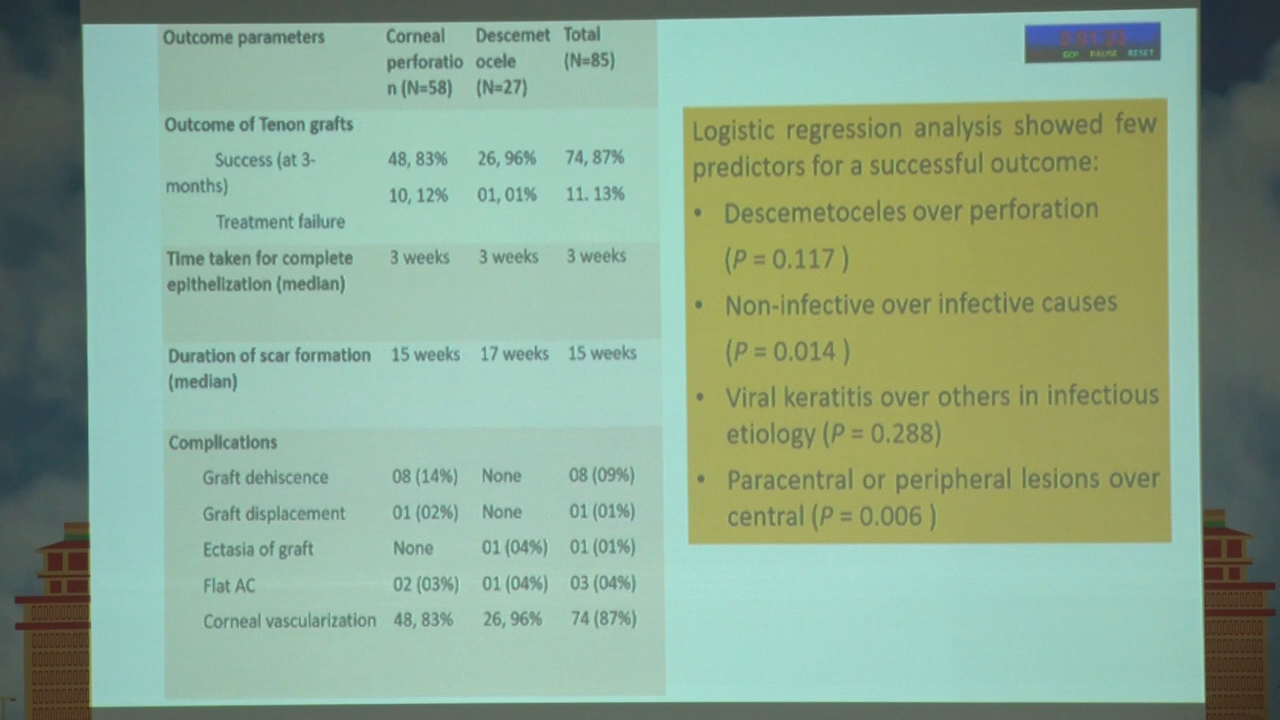 Outcome parameters Corneal Descemet Total
perforatio ocele (N=85)
n (N=58) (N=27)
Outcome of Tenon grafts
Success (at 3- 48, 83% 26, 96% 74, 87%
months)
10, 12% 01, 01% 11. 13%
Treatment failure
Time taken for complete 3 weeks 3 weeks 3 weeks
epithelization (median)
Duration of scar formation 15 weeks 17 weeks 15 weeks
(median)
Complications
Graft dehiscence 08 (14%) None 08 (09%)
Graft displacement 01 (02%) None 01 (01%)
Ectasia of graft None 01 (04%) 01 (01%)
Flat AC 02 (03%) 01 (04%) 03 (04%)
Corneal vascularization 48, 83% 26, 96% 74 (87%)
PAUSE RESET
Logistic regression analysis showed few
predictors for a successful outcome:
• Descemetoceles over perforation
(P = 0.117 )
• Non-infective over infective causes
(P = 0.014 )
• Viral keratitis over others in infectious
etiology (P = 0.288)
• Paracentral or peripheral lesions over
central (P = 0.006 )